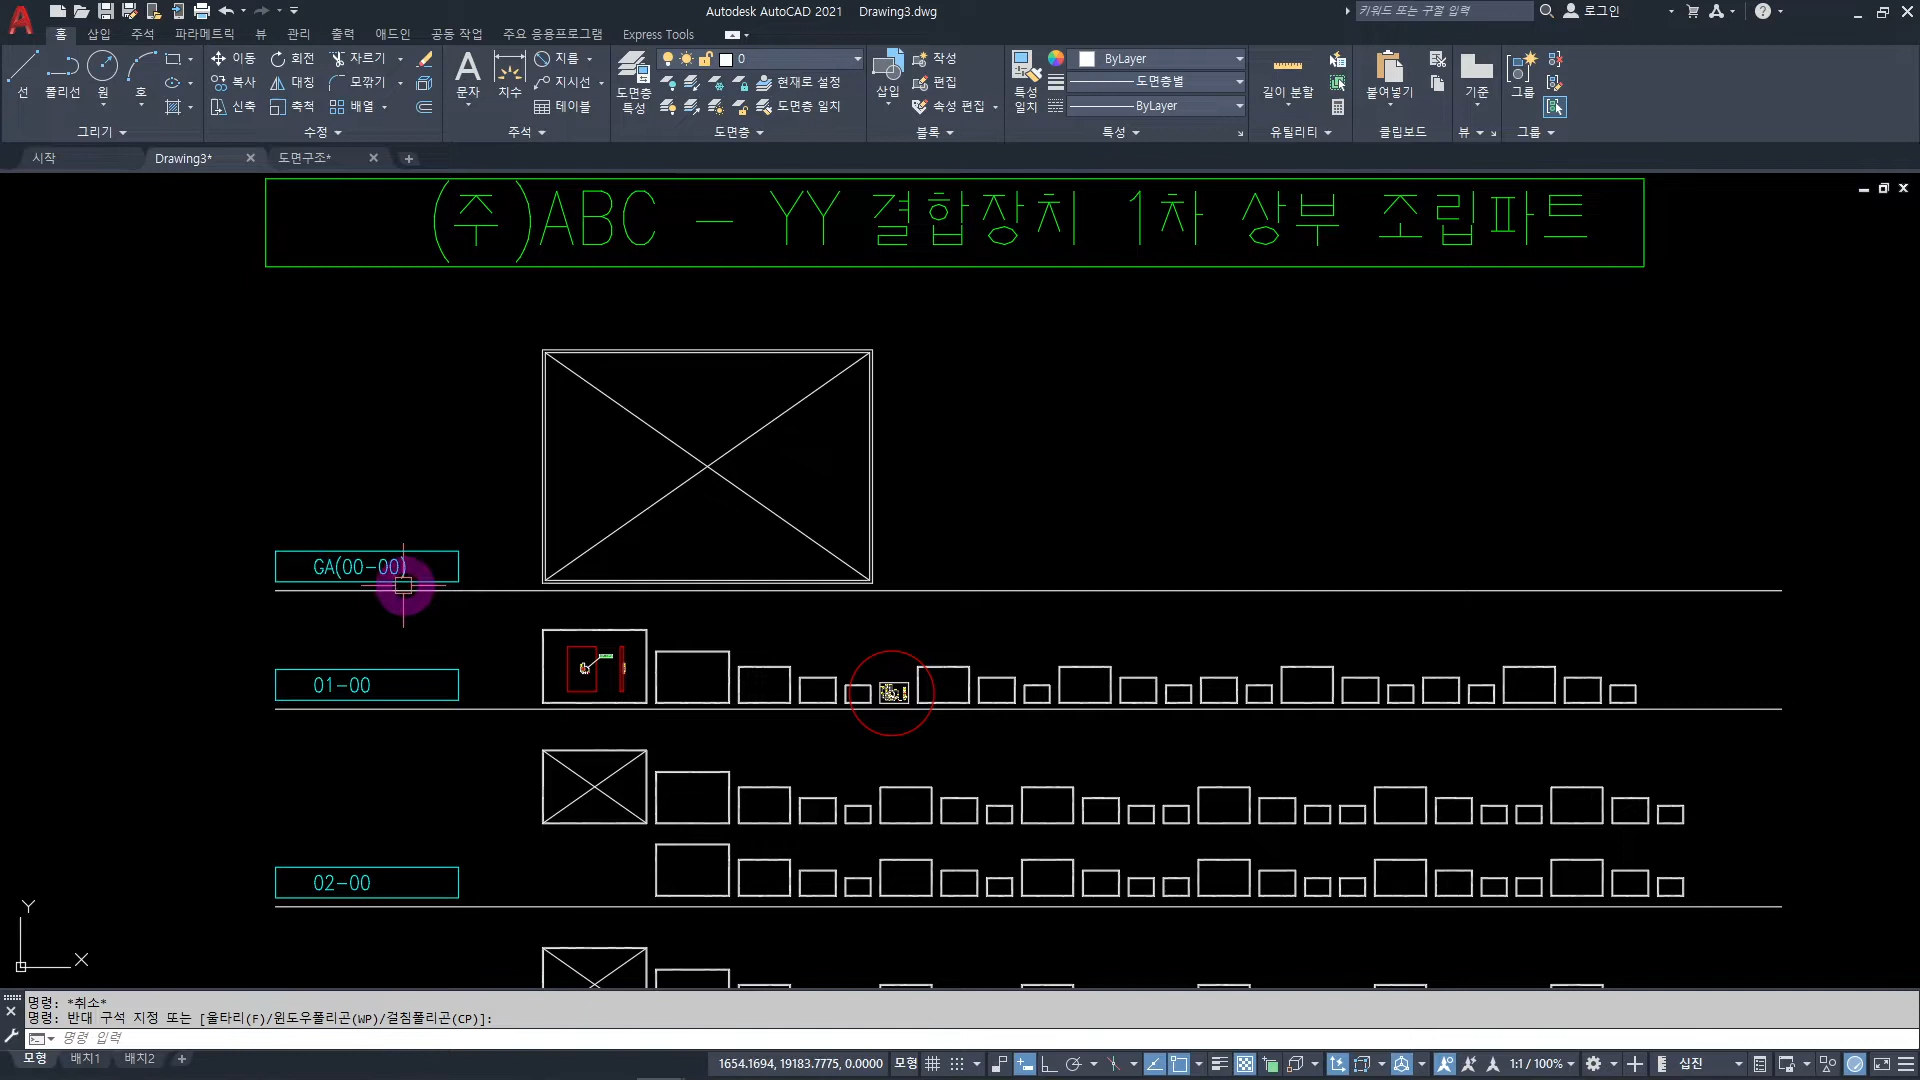 Autodesk AutoCAD 2021 Drawing3.dwg
키워드 또는 구절 입력
로그인
홈 삽입 주석 파라메트릭 뷰 관리 출력 애드인 공동 작업 주요 응용프로그램 Express Tools
선 폴리선 원 호
이동 회전 자르기
복사 대칭 모깎기
신축 축척 배열
문자 치수
지름
지시선
테이블
도면층 특성
0
현재로 설정
도면층 일치
삽입
작성
편집
속성 편집
특성 일치
ByLayer
도면층별
ByLayer
길이 분할
붙여넣기
기준
그룹
그리기 수정 주석 도면층 블록 특성 유틸리티 클립보드 뷰 그룹
시작 Drawing3* 도면구조*
(주)ABC - YY 결합장치 1차 상부 조립파트
GA(00-00)
01-00
02-00
Y
X
명령: *취소*
명령: 반대 구석 지정 또는 [울타리(F)/윈도우폴리곤(WP)/걸침폴리곤(CP)]:
명령 입력
모형 배치1 배치2
1654.1694, 19183.7775, 0.0000 모형 1:1 / 100% 십진